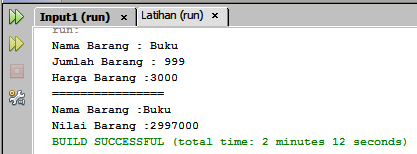 Input1 (run) × Latihan (run) ×
run:
Nama Barang : Buku
Jumlah Barang : 999
Harga Barang :3000
================
Nama Barang :Buku
Nilai Barang :2997000
BUILD SUCCESSFUL (total time: 2 minutes 12 seconds)